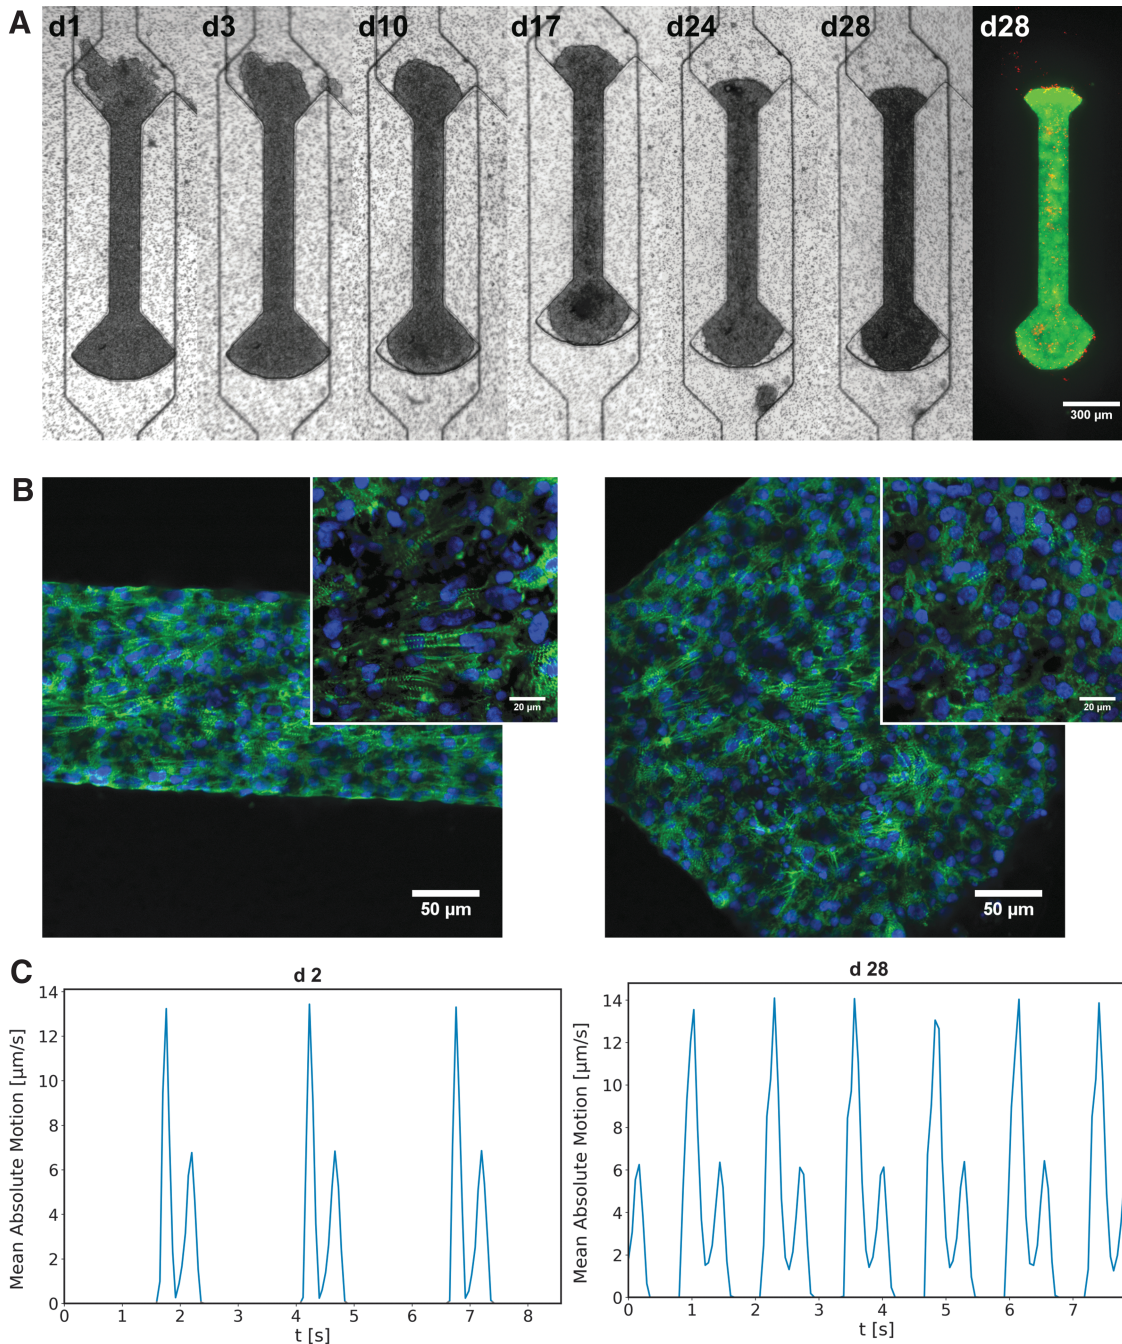 A
d1 d3 d10 d17 d24 d28 d28
300 µm
B
20 µm
20 µm
50 µm
50 µm
C
d 2
d 28
Mean Absolute Motion [µm/s]
14
12
10
8
6
4
2
0
0 1 2 3 4 5 6 7 8
t [s]
Mean Absolute Motion [µm/s]
14
12
10
8
6
4
2
0
0 1 2 3 4 5 6 7
t [s]